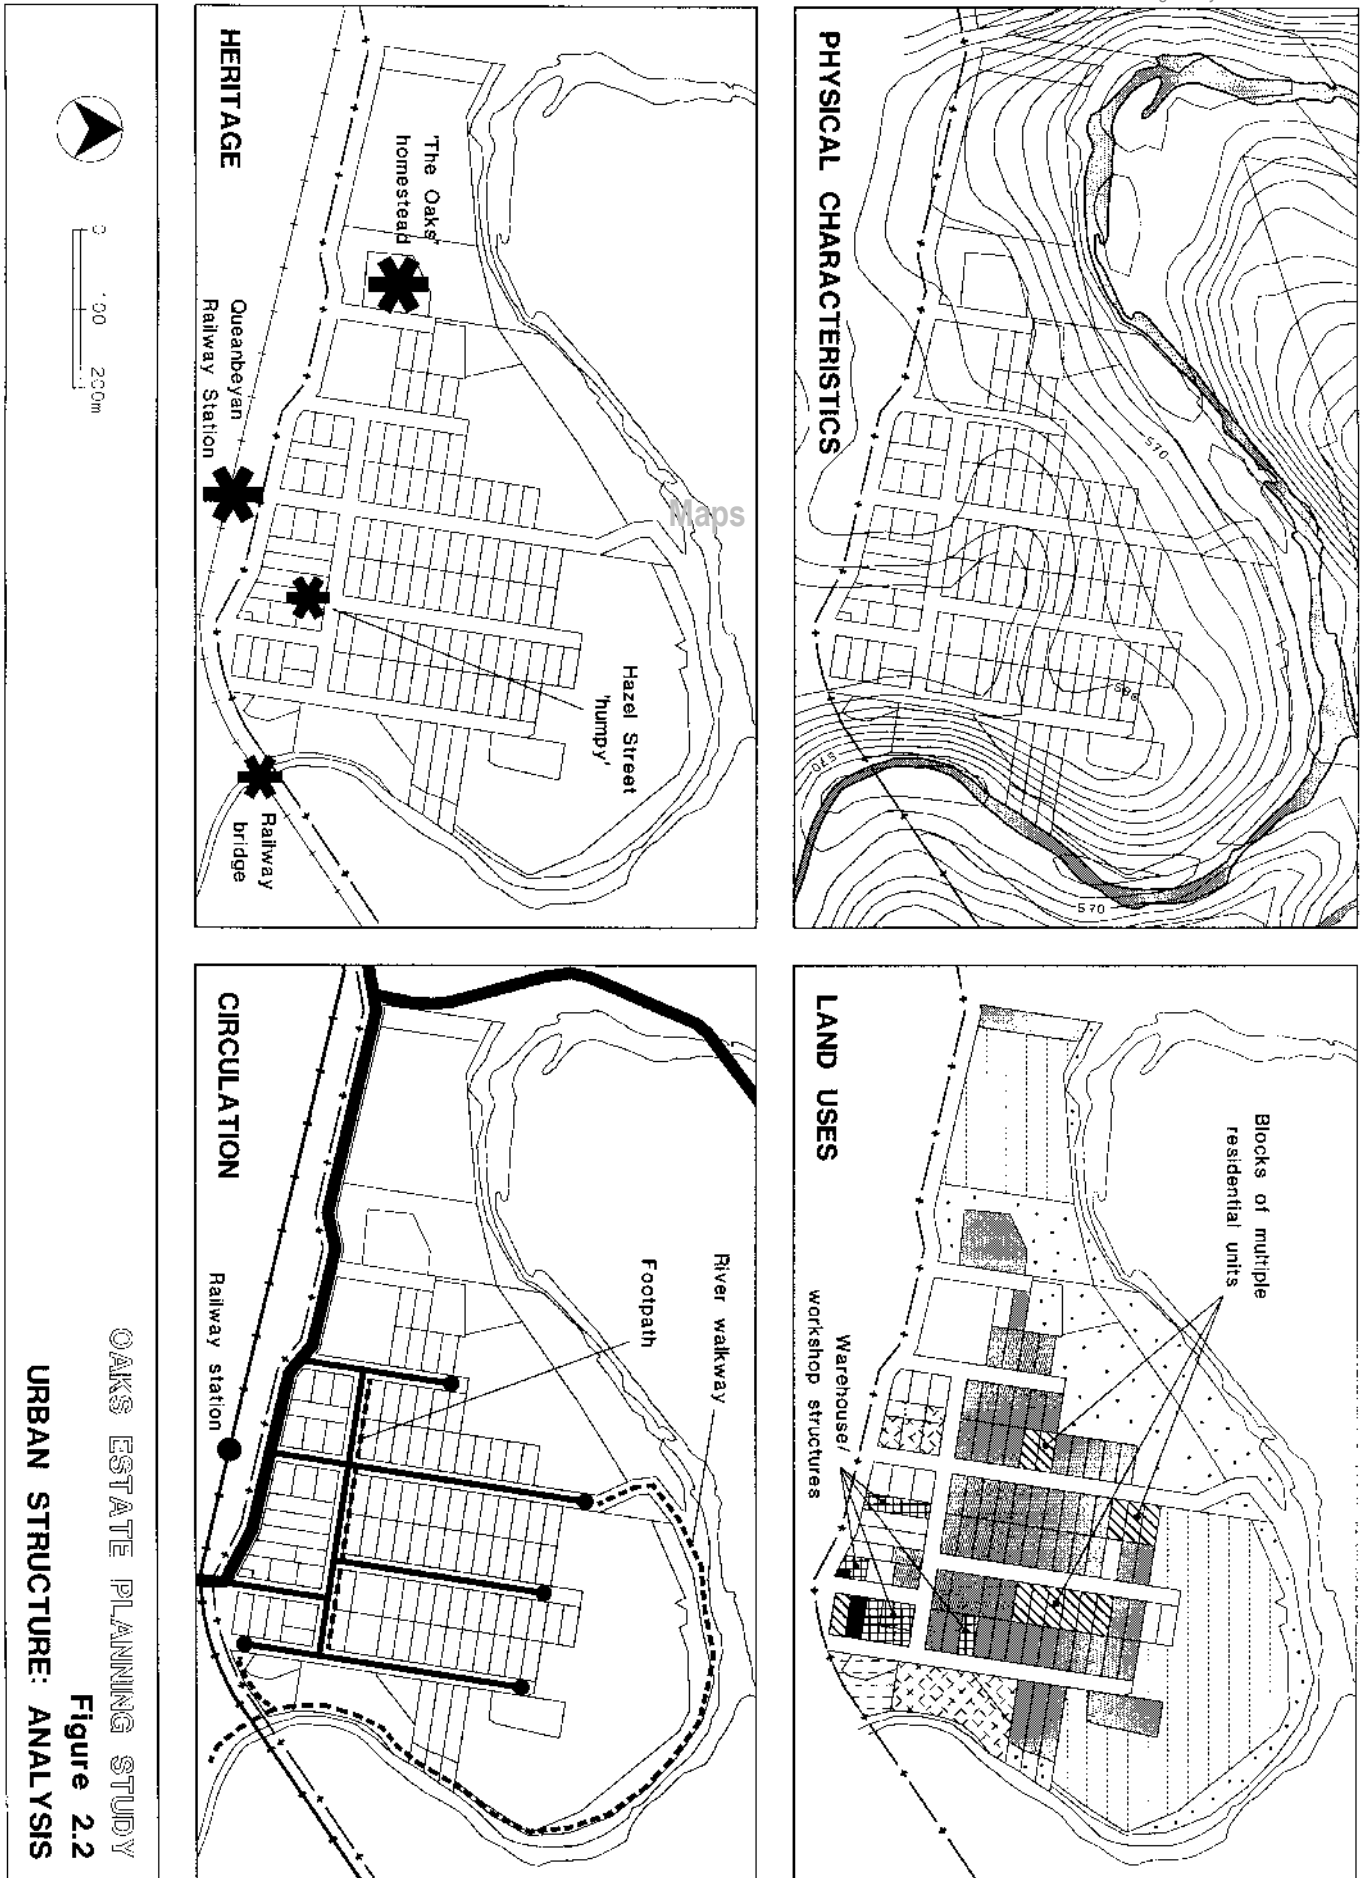 PHYSICAL CHARACTERISTICS
570
585
570
570
LAND USES
Blocks of multiple
residential units
Warehouse/
workshop structures
HERITAGE
'The Oaks'
homestead
Queanbeyan
Railway Station
Hazel Street
'humpy'
Railway
bridge
Maps
CIRCULATION
River walkway
Footpath
Railway station
0 100 200m
OAKS ESTATE PLANNING STUDY
Figure 2.2
URBAN STRUCTURE: ANALYSIS